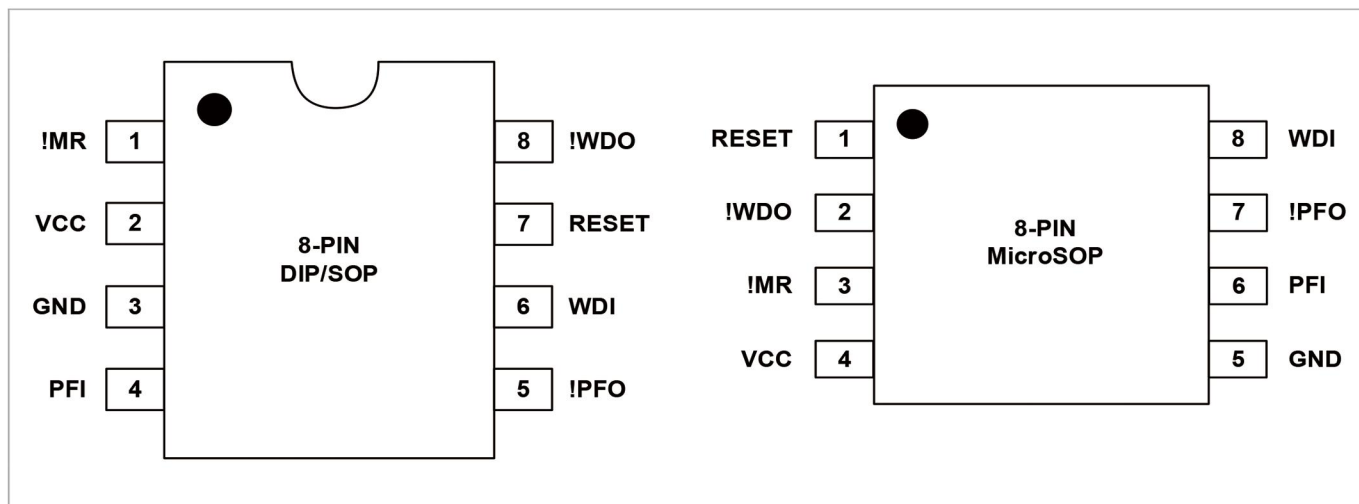 !MR 1
VCC 2
GND 3
PFI 4
8-PIN
DIP/SOP
8 !WDO
7 RESET
6 WDI
5 !PFO
RESET 1
!WDO 2
!MR 3
VCC 4
8-PIN
MicroSOP
8 WDI
7 !PFO
6 PFI
5 GND